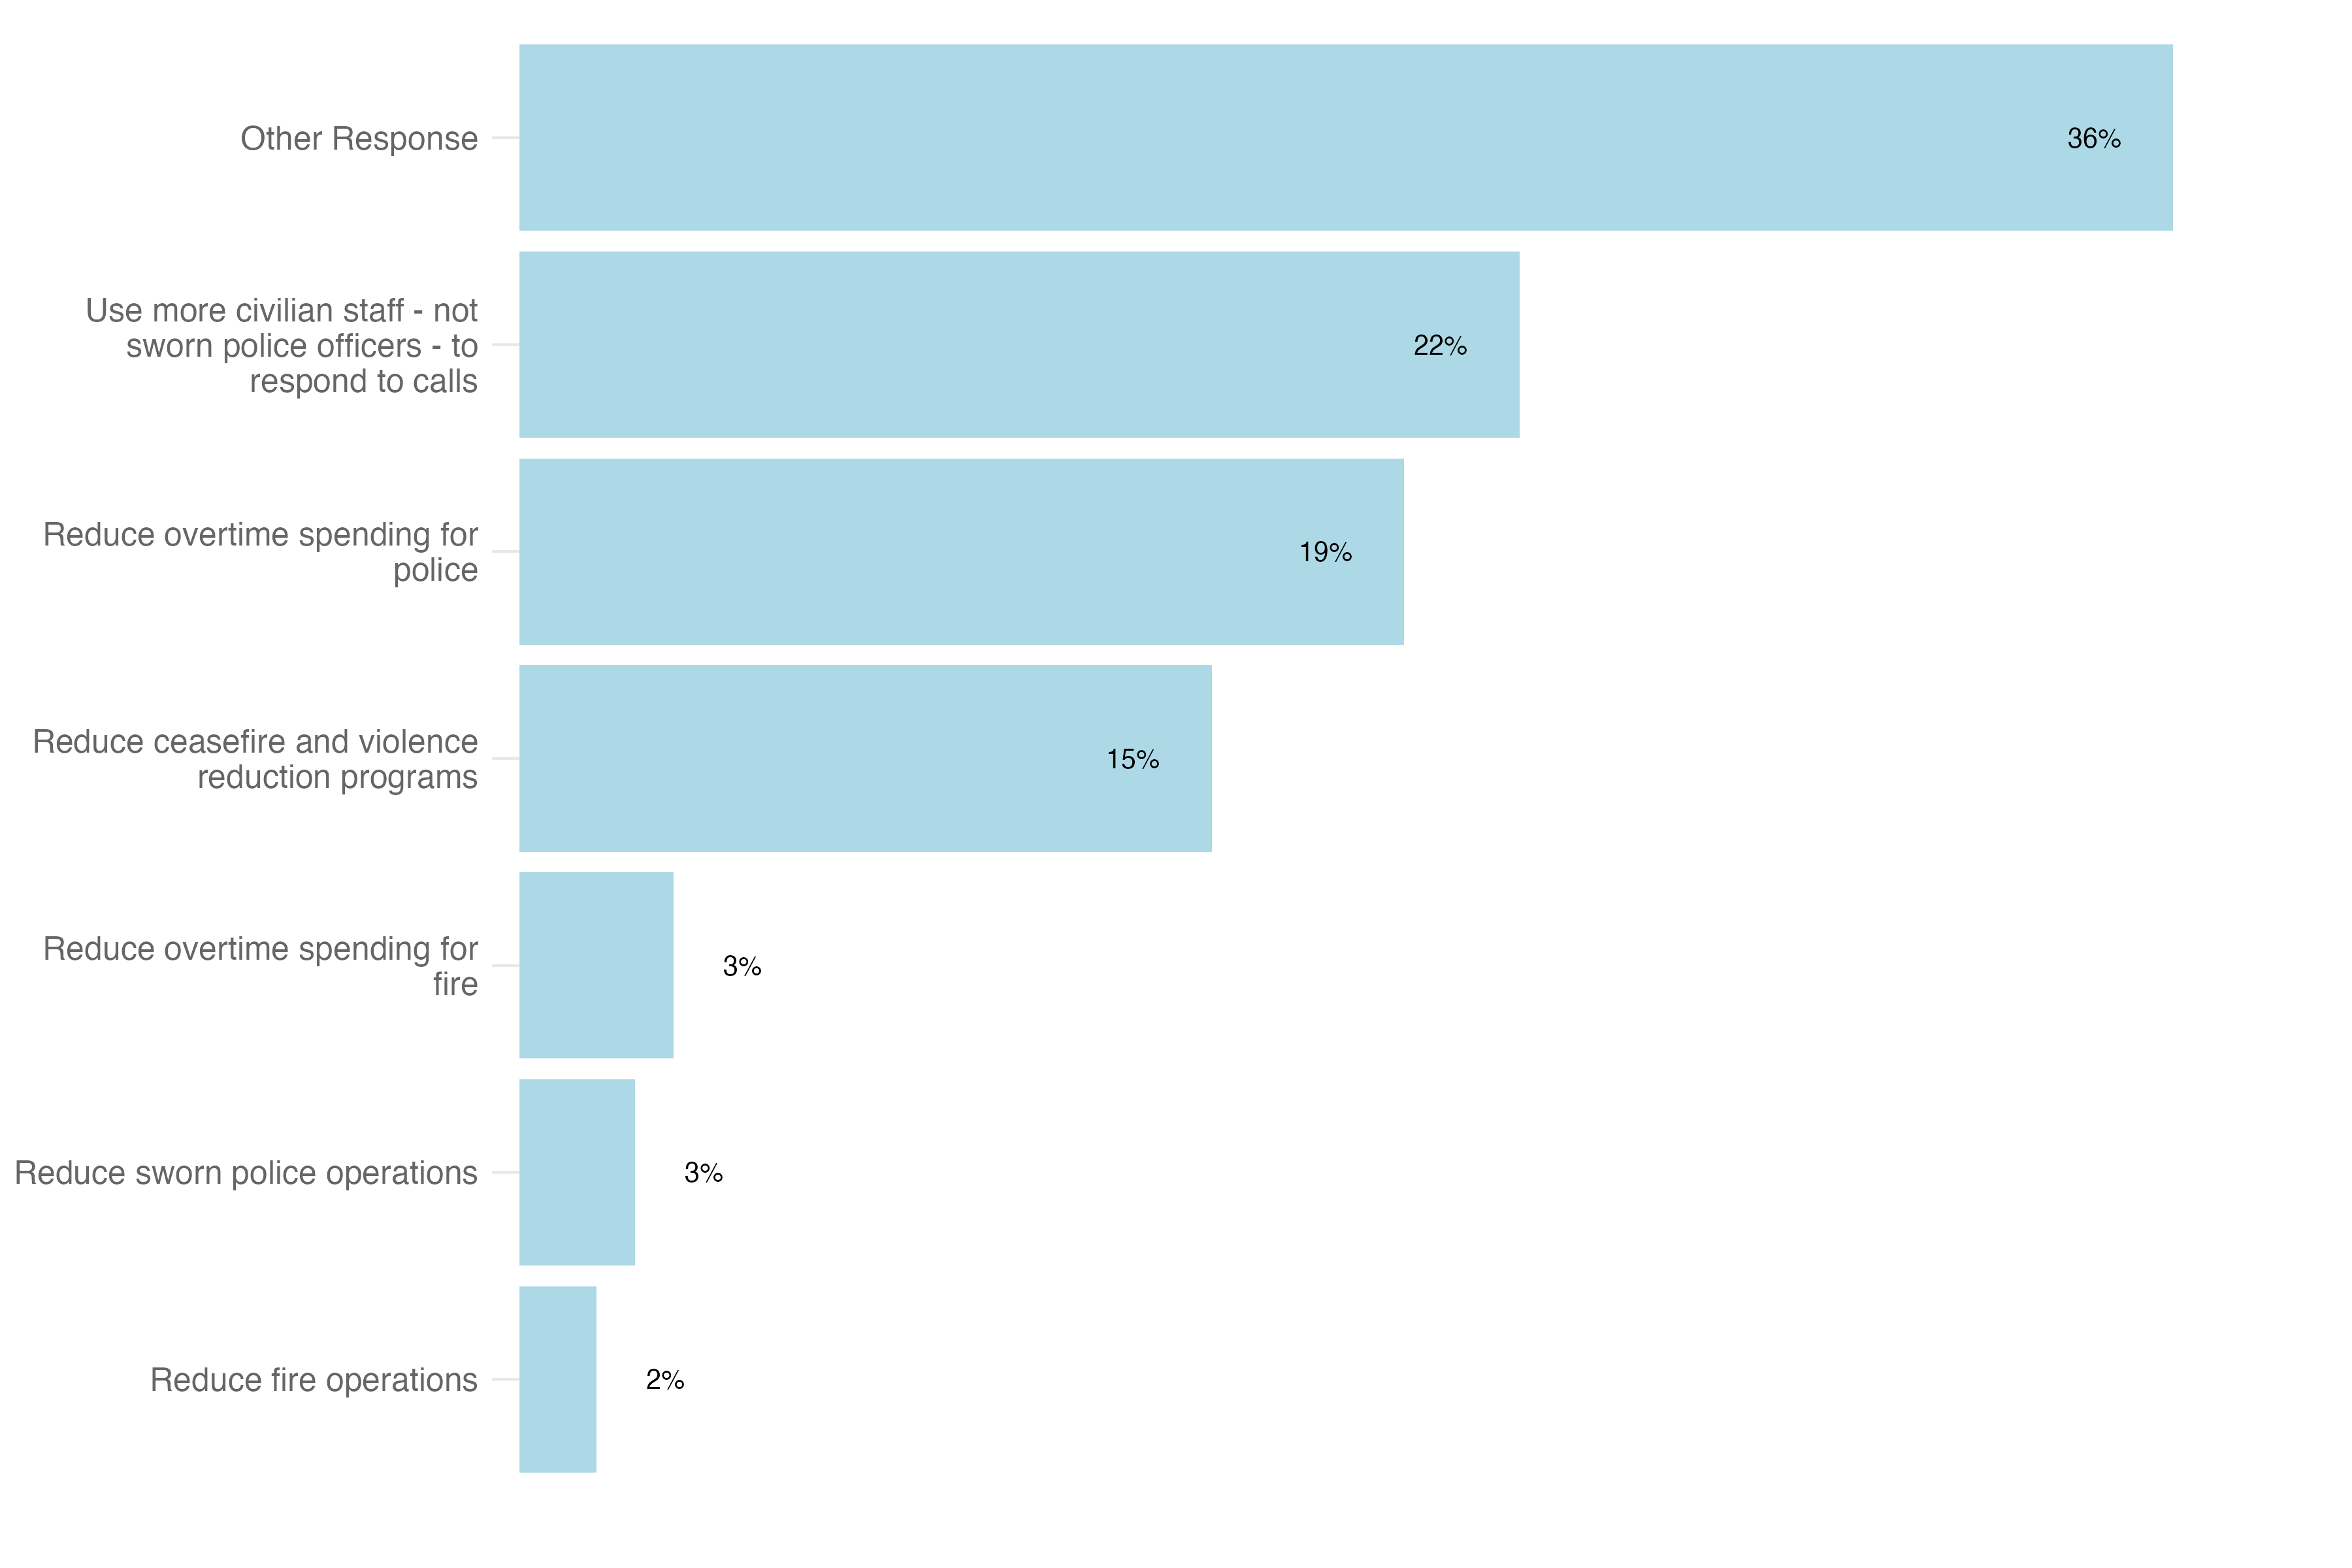 Other Response
36%
Use more civilian staff - not
sworn police officers - to
respond to calls
22%
Reduce overtime spending for
police
19%
Reduce ceasefire and violence
reduction programs
15%
Reduce overtime spending for
fire
3%
Reduce sworn police operations
3%
Reduce fire operations
2%